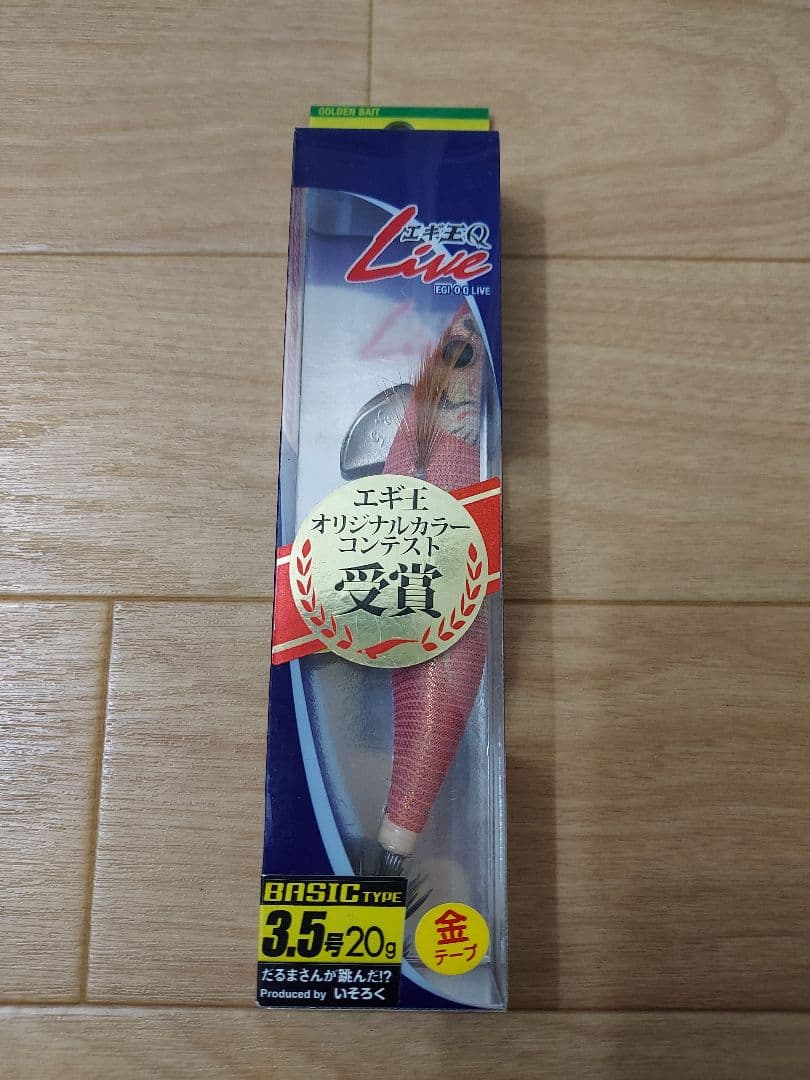 GOLDEN BAIT
エギ王Q
Live
EGI-O Q LIVE
3.5
エギ王
オリジナルカラー
コンテスト
受賞
BASIC TYPE
3.5号20g
だるまさんが跳んだ!?
Produced by いそろく
金
テープ